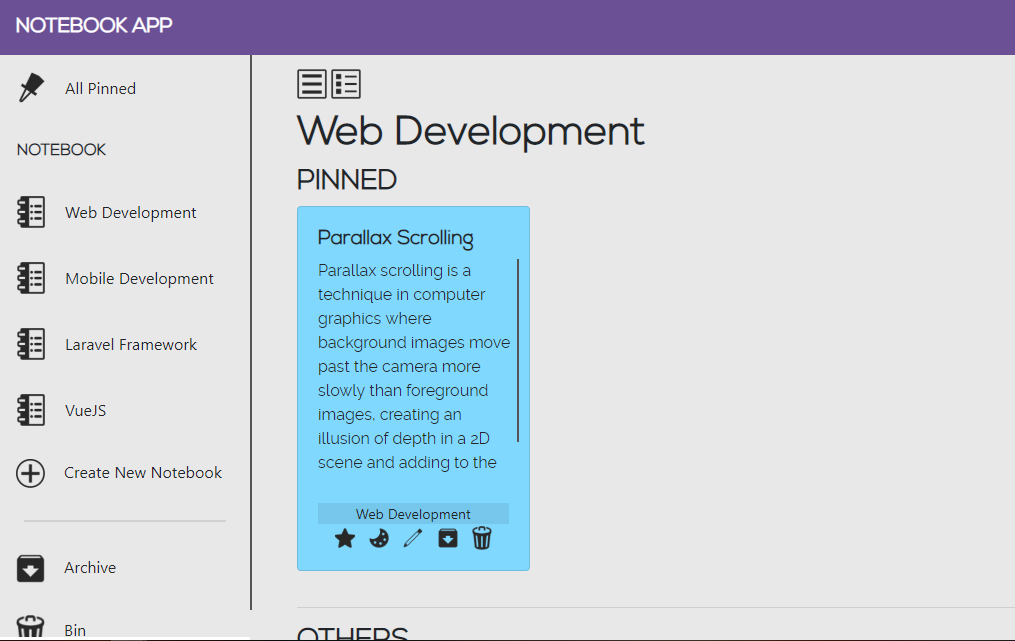 NOTEBOOK APP
All Pinned
NOTEBOOK
Web Development
Mobile Development
Laravel Framework
VueJS
Create New Notebook
Archive
Bin
Web Development
PINNED
Parallax Scrolling
Parallax scrolling is a
technique in computer
graphics where
background images move
past the camera more
slowly than foreground
images, creating an
illusion of depth in a 2D
scene and adding to the
Web Development
OTHERS